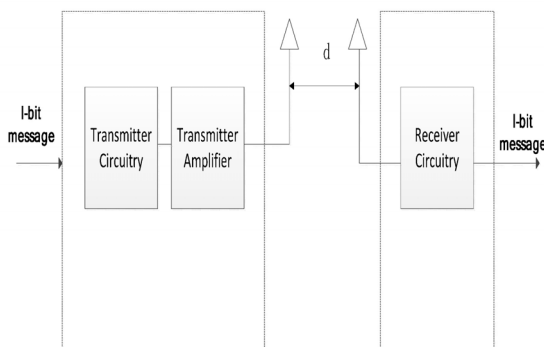 l-bit
message
Transmitter
Circuitry
Transmitter
Amplifier
d
Receiver
Circuitry
l-bit
message